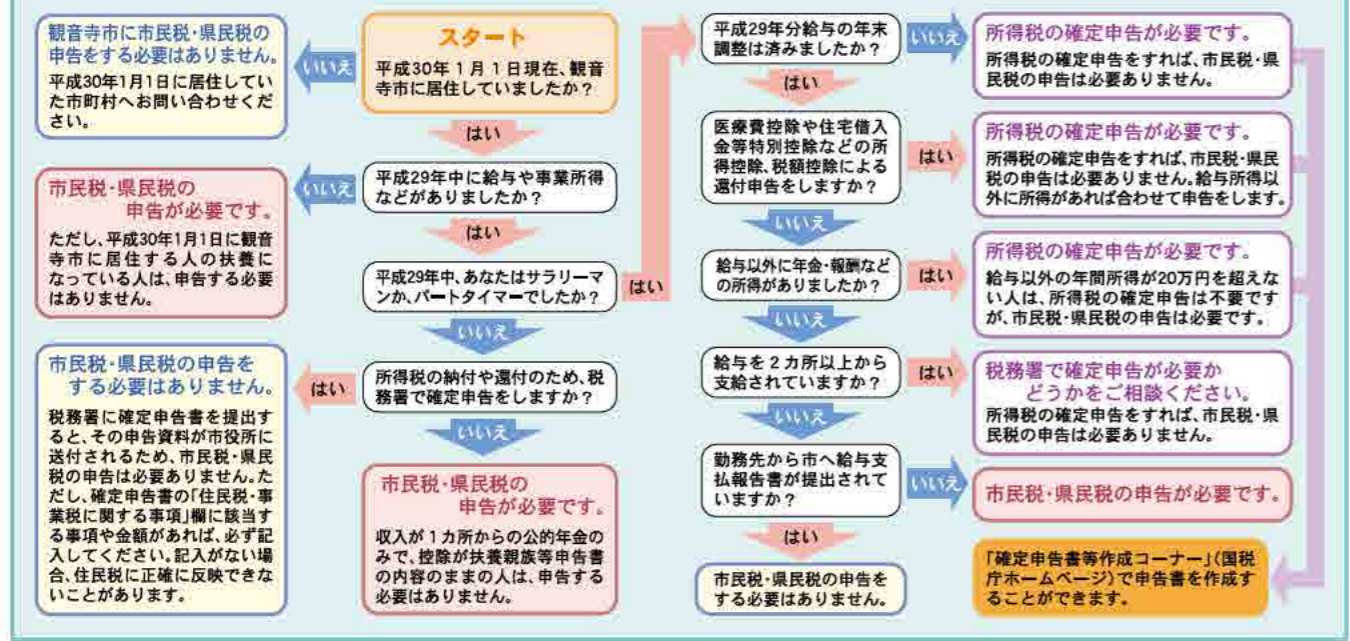 スタート
平成30年1月1日現在、観音
寺市に居住していましたか？
いいえ
観音寺市に市民税・県民税の
申告をする必要はありません。
平成30年1月1日に居住してい
た市町村へお問い合わせくだ
さい。
はい
平成29年中に給与や事業所得
などがありましたか？
いいえ
市民税・県民税の
申告が必要です。
ただし、平成30年1月1日に観音
寺市に居住する人の扶養に
なっている人は、申告する必要
はありません。
はい
平成29年中、あなたはサラリーマ
ンか、パートタイマーでしたか？
はい
いいえ
所得税の納付や還付のため、税
務署で確定申告をしますか？
はい
市民税・県民税の申告を
する必要はありません。
税務署に確定申告書を提出す
ると、その申告資料が市役所に
送付されるため、市民税・県民
税の申告は必要ありません。た
だし、確定申告書の「住民税・事
業税に関する事項」欄に該当す
る事項や金額があれば、必ず記
入してください。記入がない場
合、住民税に正確に反映できな
いことがあります。
いいえ
市民税・県民税の
申告が必要です。
収入が1カ所からの公的年金の
みで、控除が扶養親族等申告書
の内容のままの人は、申告する
必要はありません。
平成29年分給与の年末
調整は済みましたか？
いいえ
所得税の確定申告が必要です。
所得税の確定申告をすれば、市民税・県
民税の申告は必要ありません。
はい
医療費控除や住宅借入
金等特別控除などの所
得控除、税額控除による
還付申告をしますか？
はい
所得税の確定申告が必要です。
所得税の確定申告をすれば、市民税・県民
税の申告は必要ありません。給与所得以
外に所得があれば合わせて申告をします。
いいえ
給与以外に年金・報酬など
の所得がありましたか？
はい
所得税の確定申告が必要です。
給与以外の年間所得が20万円を超えな
い人は、所得税の確定申告は不要です
が、市民税・県民税の申告は必要です。
いいえ
給与を2カ所以上から
支給されていますか？
はい
税務署で確定申告が必要か
どうかをご相談ください。
所得税の確定申告をすれば、市民税・県
民税の申告は必要ありません。
いいえ
勤務先から市へ給与支
払報告書が提出されて
いますか？
いいえ
市民税・県民税の申告が必要です。
はい
市民税・県民税の申告を
する必要はありません。
「確定申告書等作成コーナー」（国税
庁ホームページ）で申告書を作成す
ることができます。